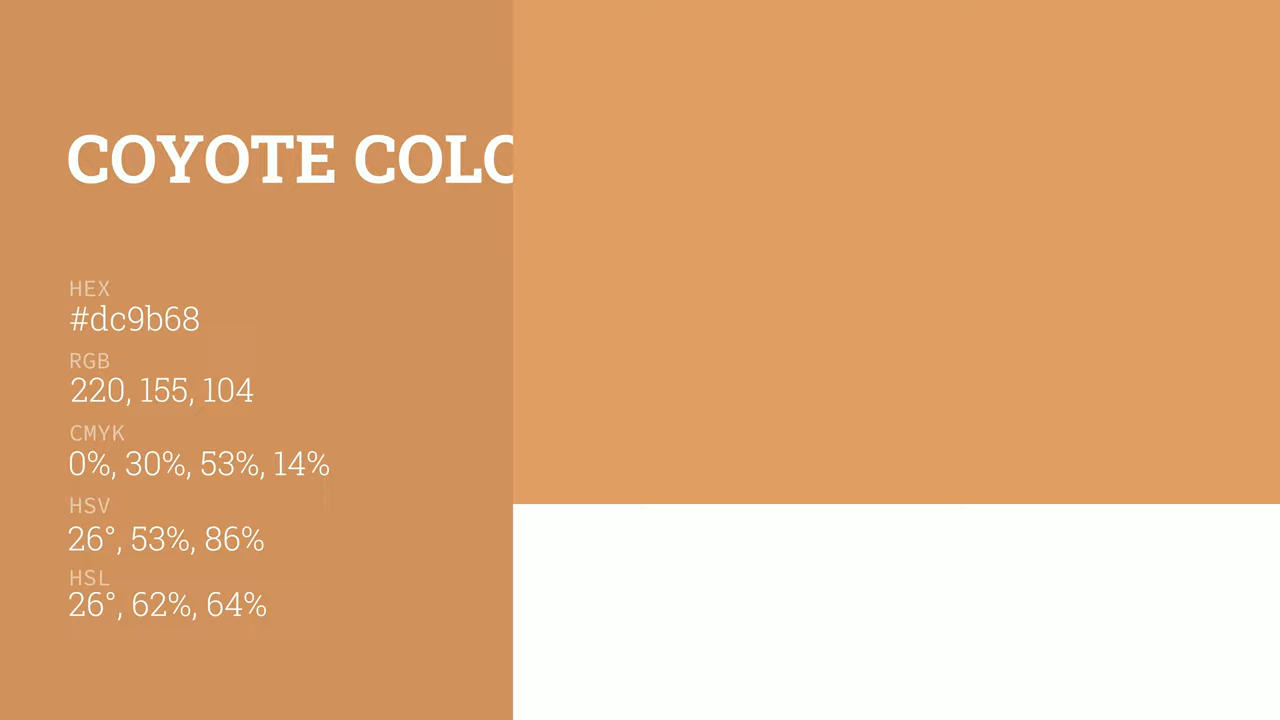 COYOTE COLO
HEX
#dc9b68
RGB
220, 155, 104
CMYK
0%, 30%, 53%, 14%
HSV
26°, 53%, 86%
HSL
26°, 62%, 64%